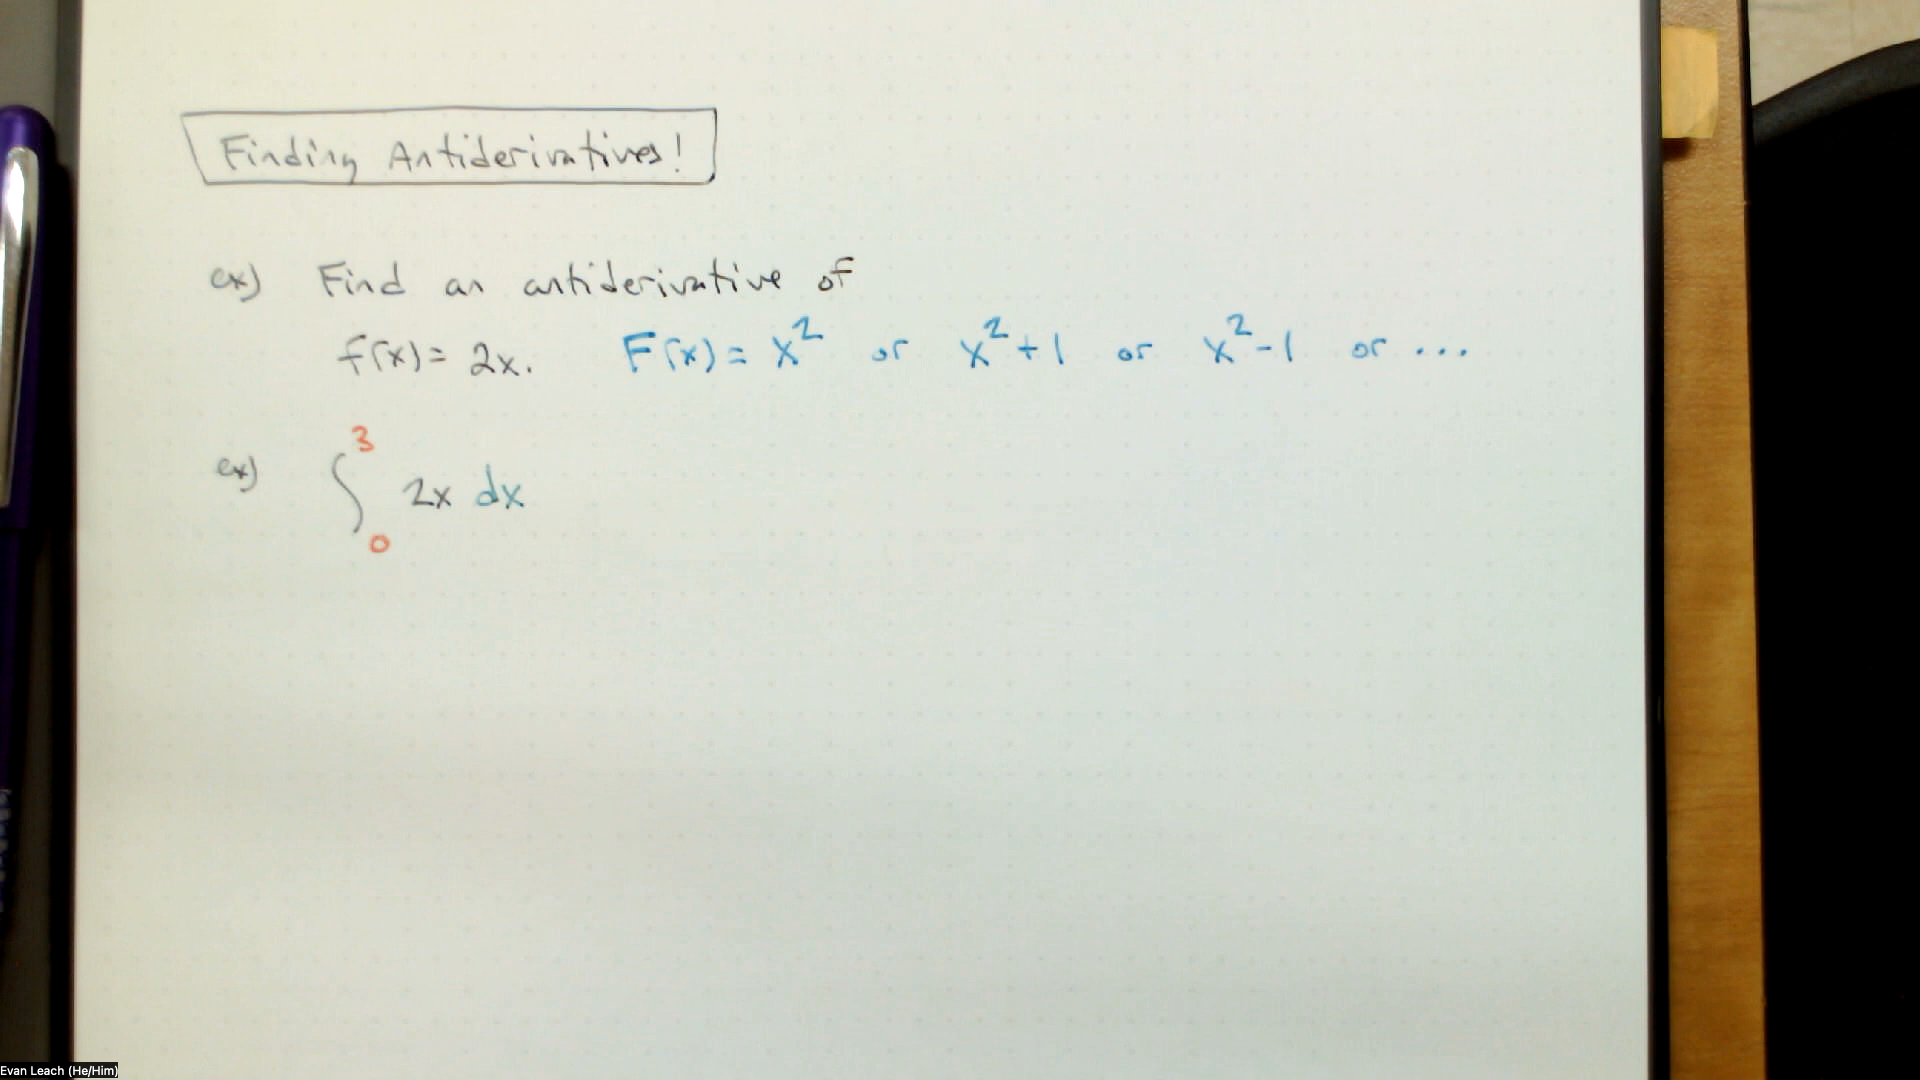 Finding Antiderivatives!
ex) Find an antiderivative of
f(x) = 2x. F(x) = x² or x²+1 or x²-1 or ...
ex) ∫₀³ 2x dx
Evan Leach (He/Him)